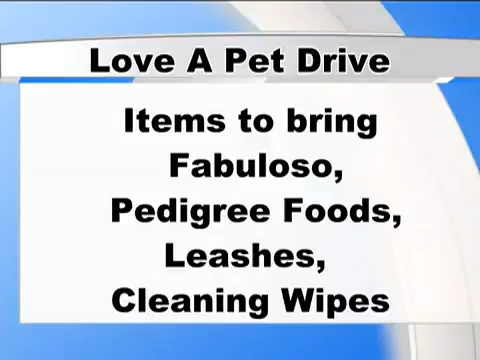 Love A Pet Drive
Items to bring
Fabuloso,
Pedigree Foods,
Leashes,
Cleaning Wipes